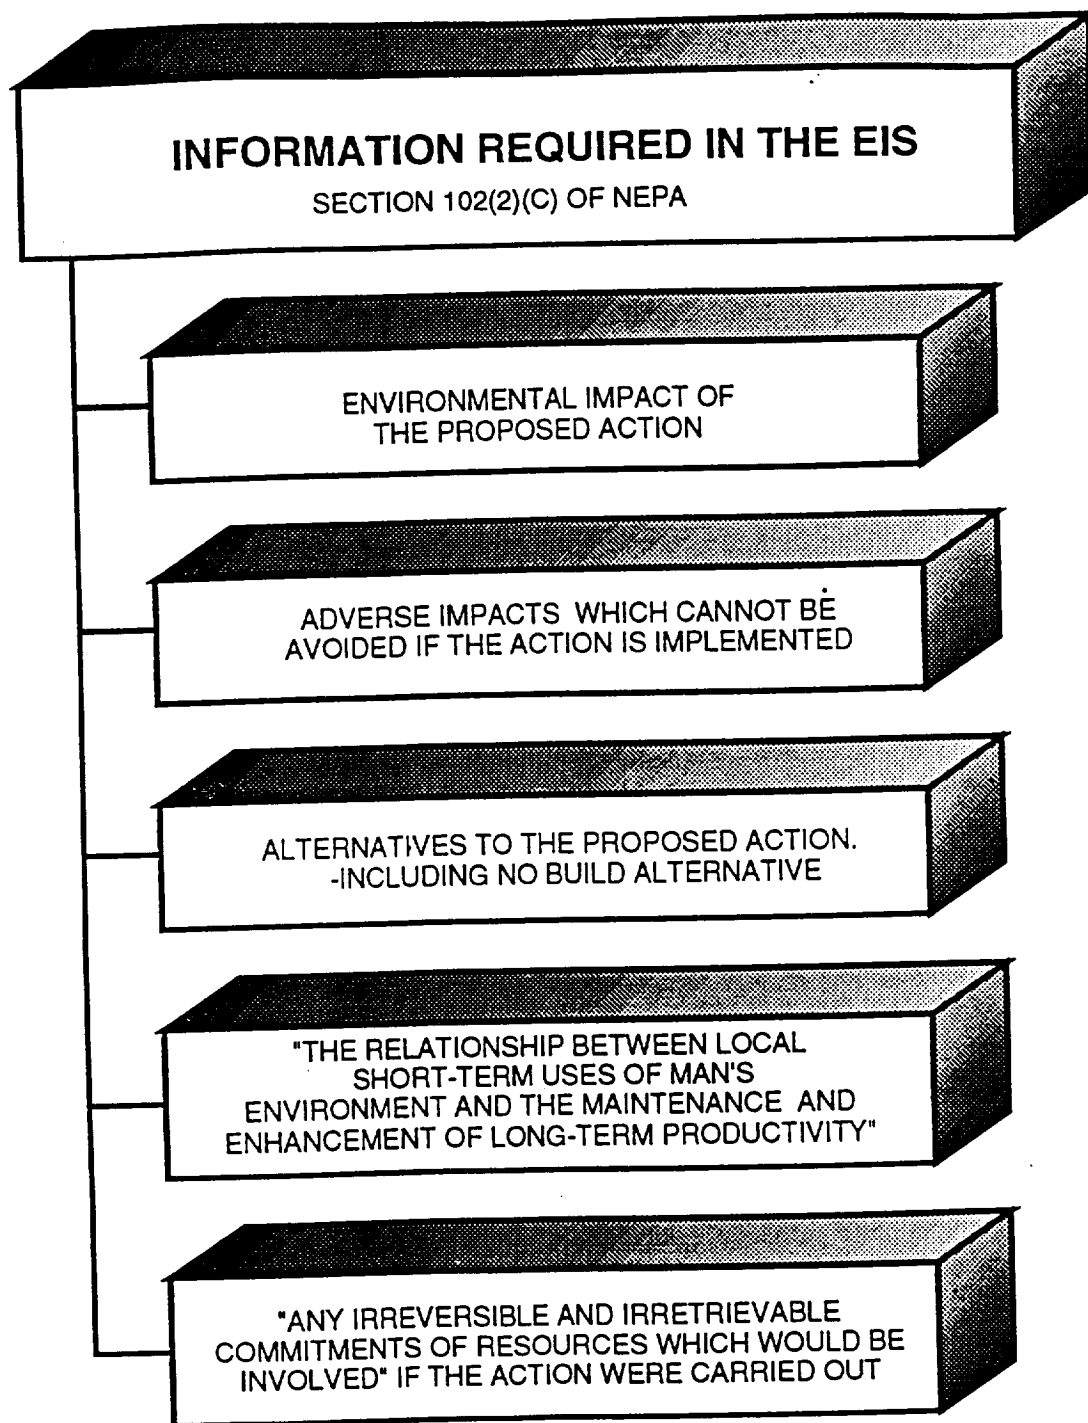 INFORMATION REQUIRED IN THE EIS
SECTION 102(2)(C) OF NEPA
ENVIRONMENTAL IMPACT OF
THE PROPOSED ACTION
ADVERSE IMPACTS WHICH CANNOT BE
AVOIDED IF THE ACTION IS IMPLEMENTED
ALTERNATIVES TO THE PROPOSED ACTION.
-INCLUDING NO BUILD ALTERNATIVE
"THE RELATIONSHIP BETWEEN LOCAL
SHORT-TERM USES OF MAN'S
ENVIRONMENT AND THE MAINTENANCE AND
ENHANCEMENT OF LONG-TERM PRODUCTIVITY"
"ANY IRREVERSIBLE AND IRRETRIEVABLE
COMMITMENTS OF RESOURCES WHICH WOULD BE
INVOLVED" IF THE ACTION WERE CARRIED OUT